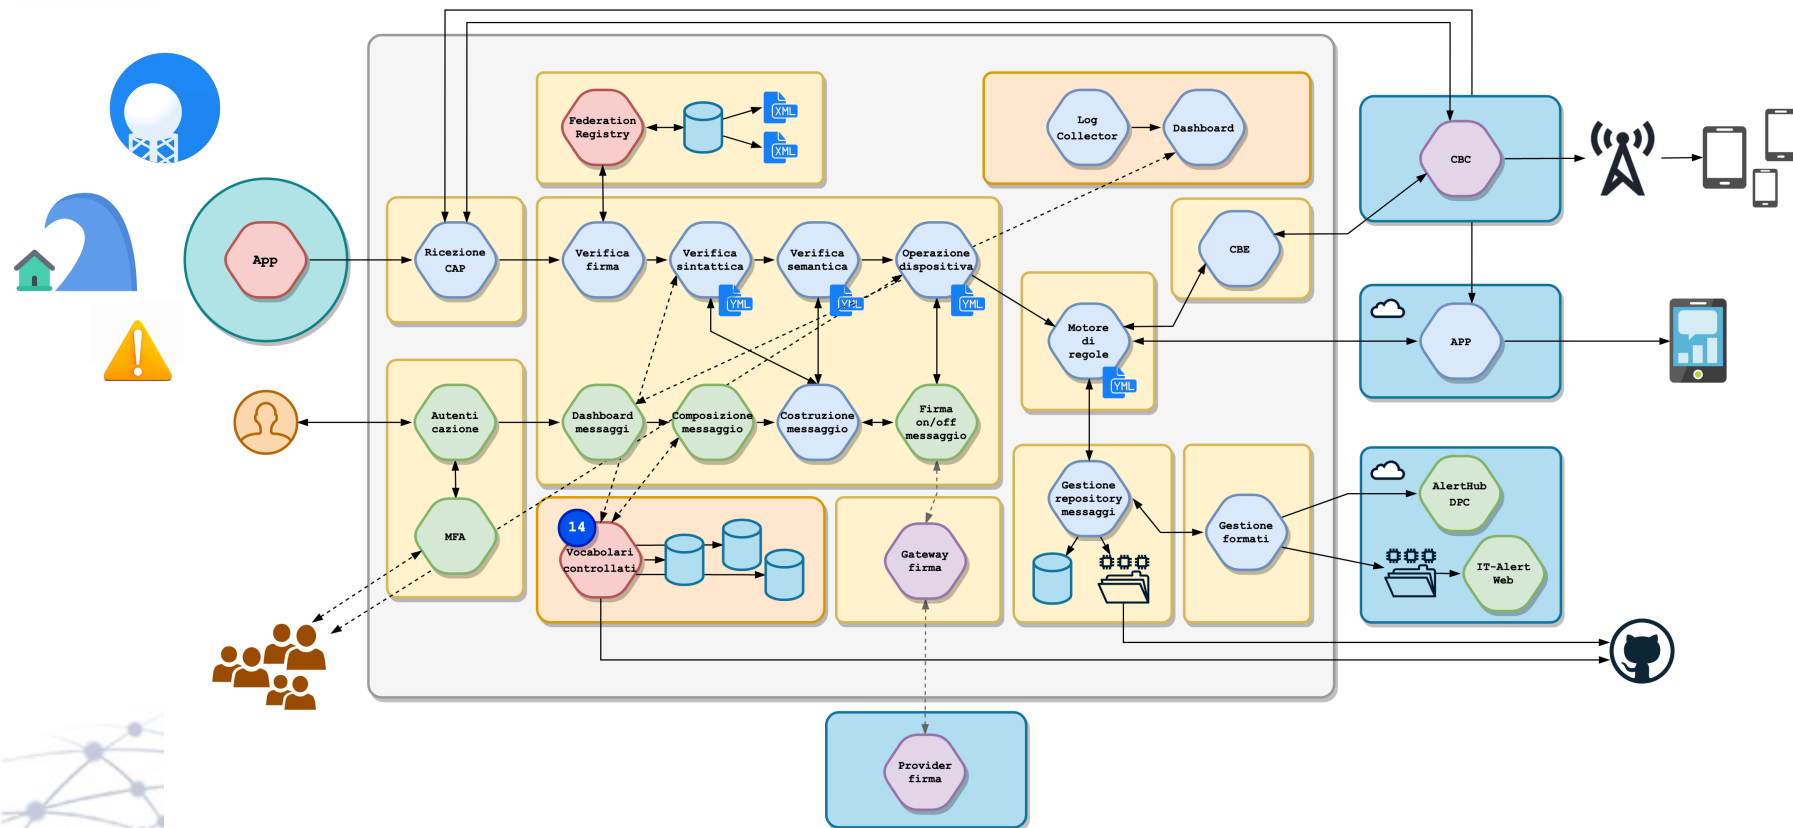 Federation
Registry
XML
XML
Log
Collector
Dashboard
CBC
App
Ricezione
CAP
Verifica
firma
Verifica
sintattica
YML
Verifica
semantica
YML
Operazione
dispositiva
YML
CBE
Motore
di
regole
YML
APP
Autenti
cazione
Dashboard
messaggi
Composizione
messaggio
Costruzione
messaggio
Firma
on/off
messaggio
MFA
14
Vocabolari
controllati
Gateway
firma
Gestione
repository
messaggi
Gestione
formati
AlertHub
DPC
IT-Alert
Web
Provider
firma